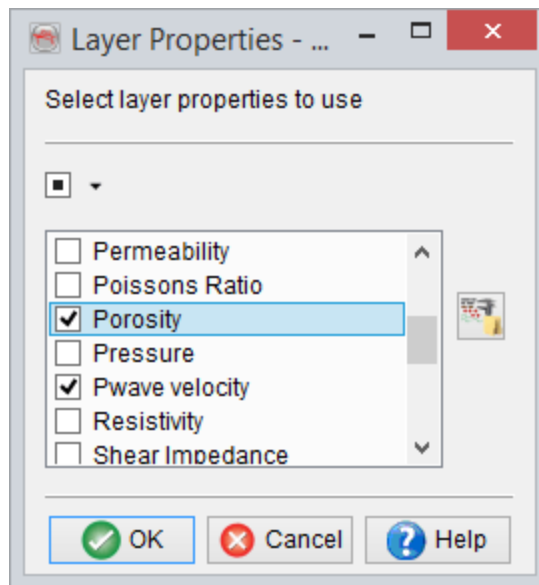 Layer Properties - ...
Select layer properties to use
Permeability
Poissons Ratio
Porosity
Pressure
Pwave velocity
Resistivity
Shear Impedance
OK Cancel Help